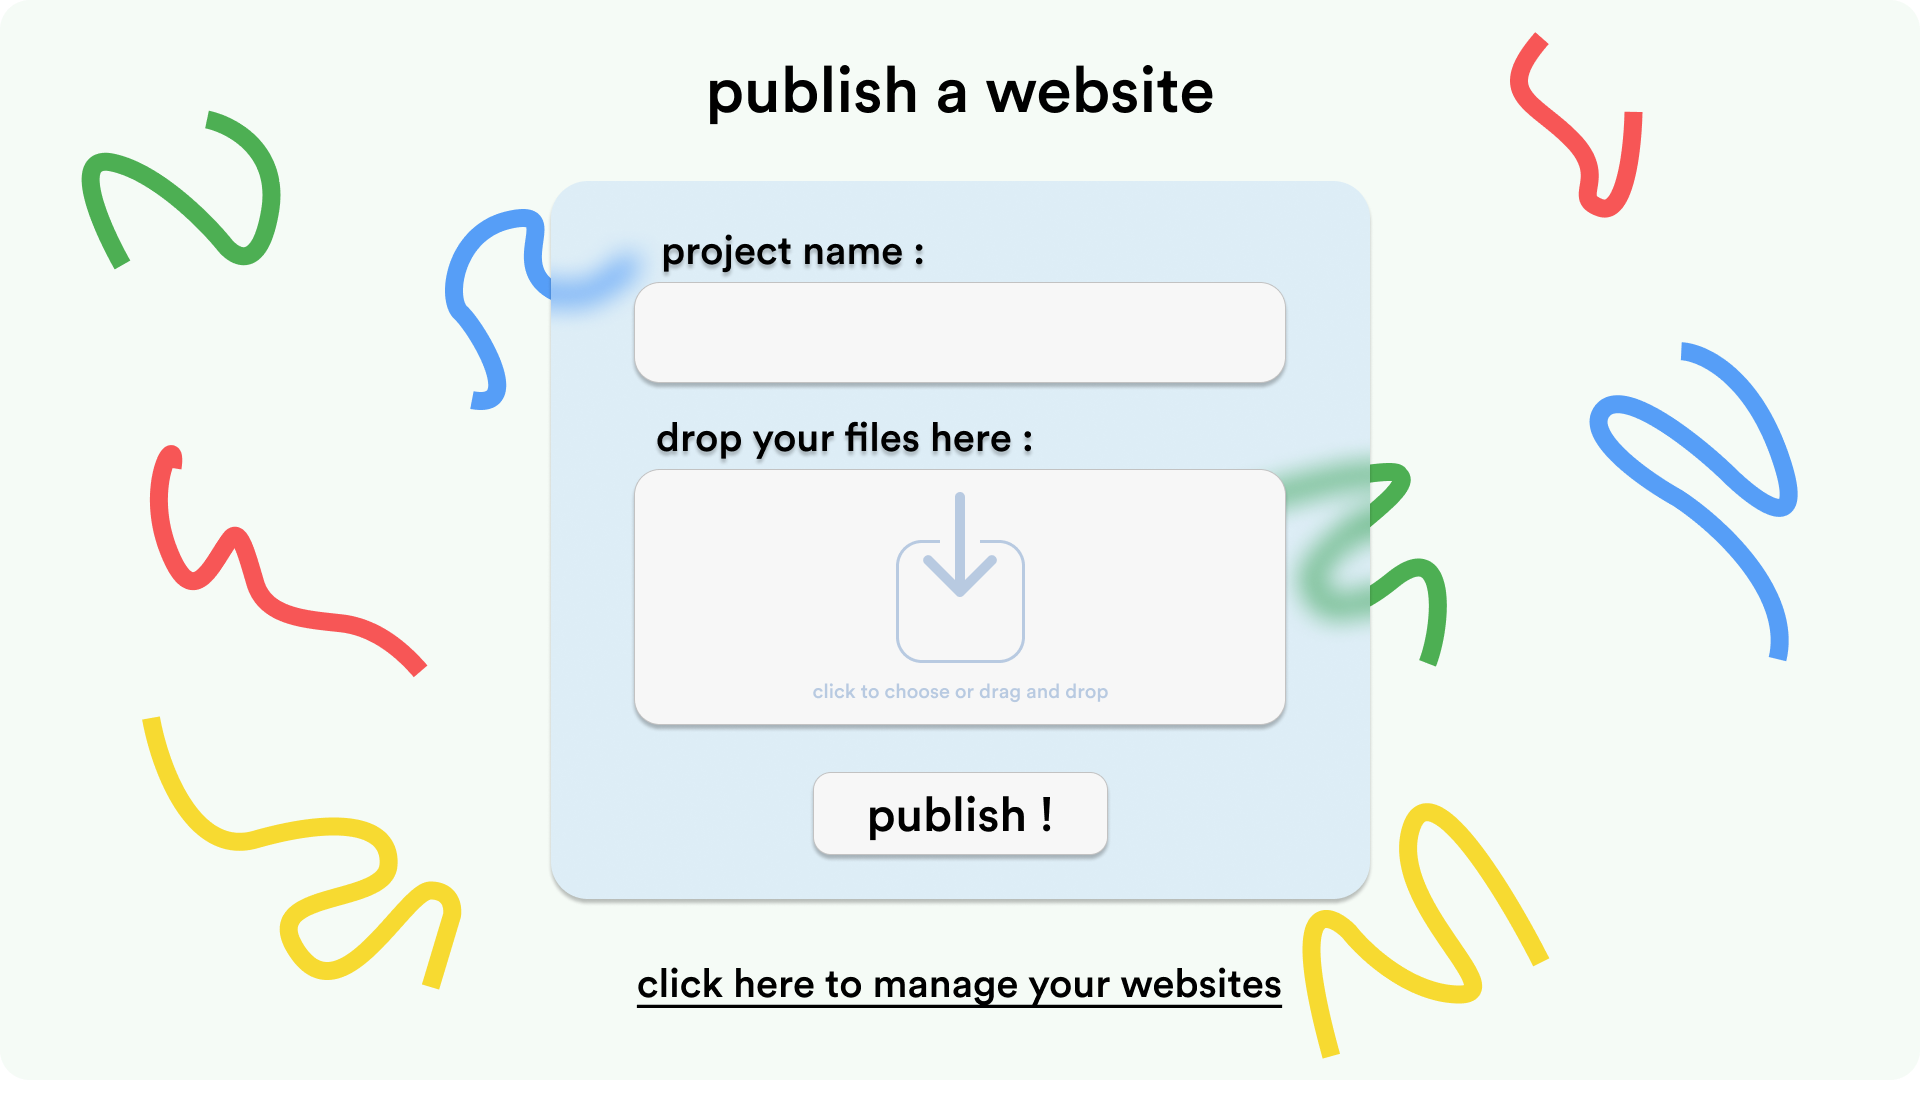 publish a website
project name :
drop your files here :
click to choose or drag and drop
publish !
click here to manage your websites